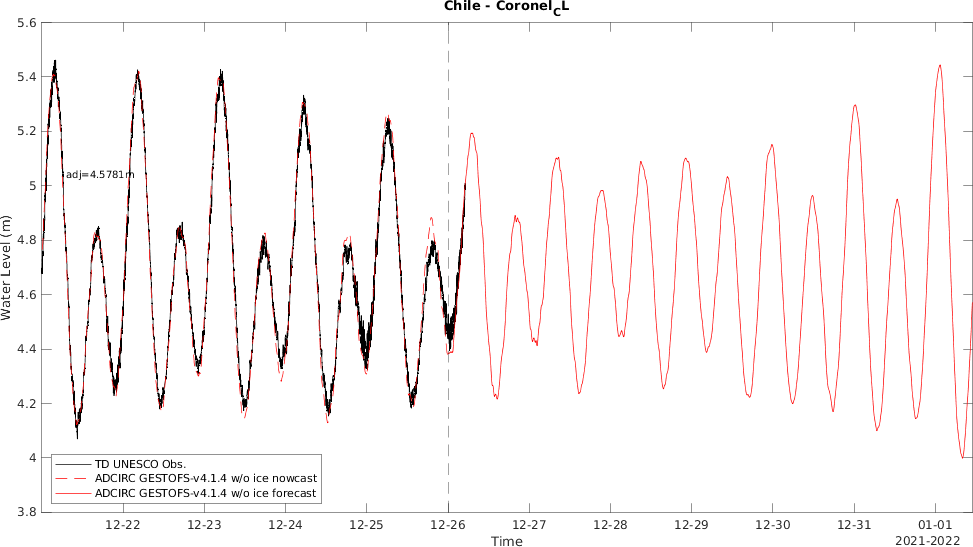 Chile - Coronel_CL
5.6
5.4
5.2
5
4.8
4.6
4.4
4.2
4
3.8
Water Level (m)
adj=4.5781m
TD UNESCO Obs.
ADCIRC GESTOFS-v4.1.4 w/o ice nowcast
ADCIRC GESTOFS-v4.1.4 w/o ice forecast
12-22 12-23 12-24 12-25 12-26 12-27 12-28 12-29 12-30 12-31 01-01
Time
2021-2022